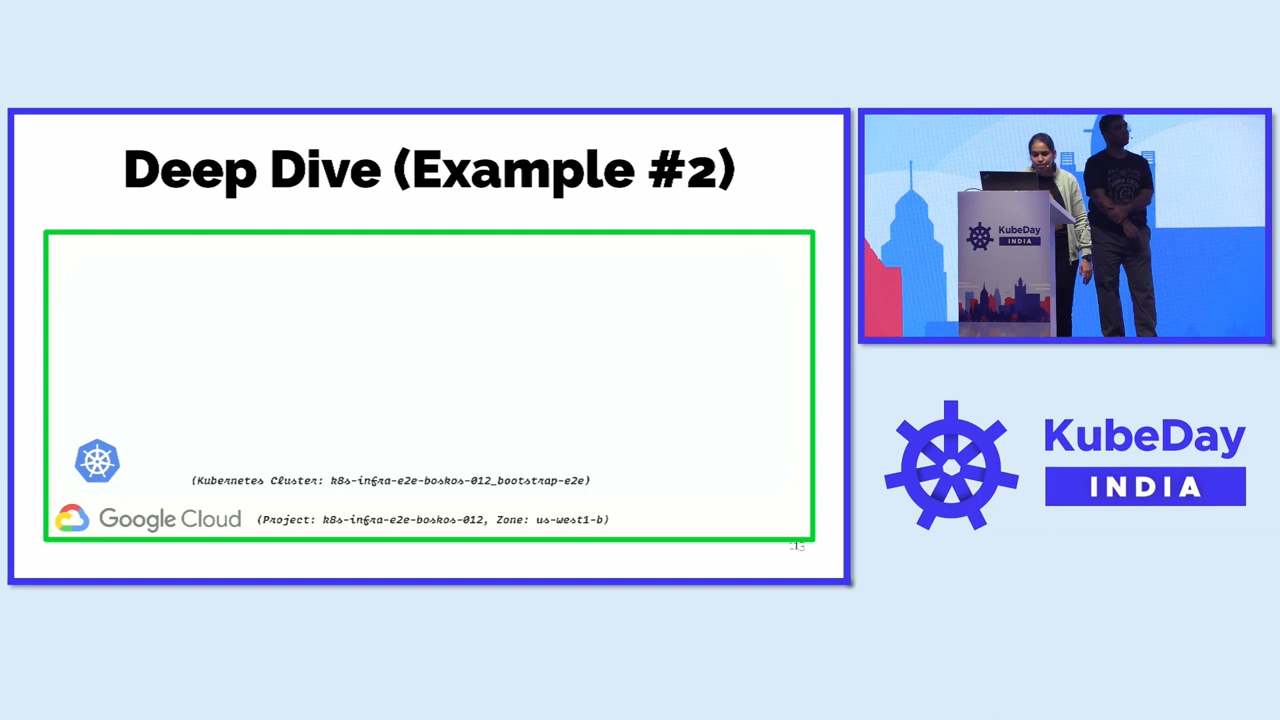 Deep Dive (Example #2)
(Kubernetes Cluster: k8s-infra-e2e-boskos-012_bootstrap-e2e)
Google Cloud (Project: k8s-infra-e2e-boskos-012, Zone: us-west1-b)
KubeDay
INDIA
KubeDay
INDIA